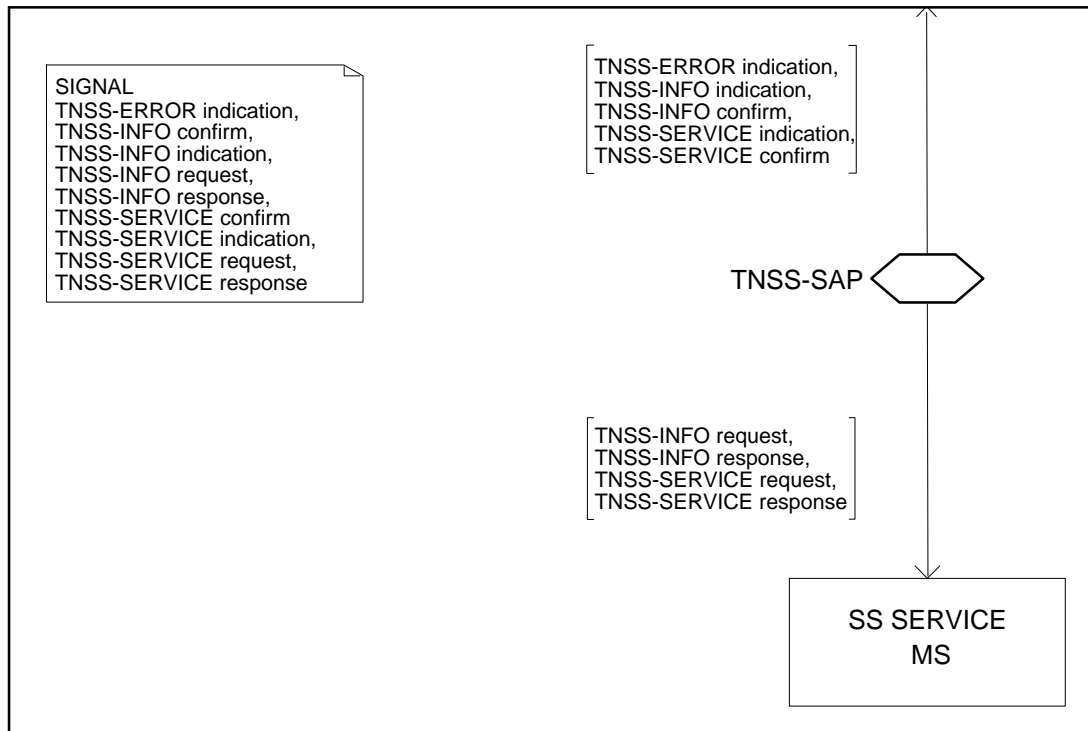 SIGNAL
TNSS-ERROR indication,
TNSS-INFO confirm,
TNSS-INFO indication,
TNSS-INFO request,
TNSS-INFO response,
TNSS-SERVICE confirm
TNSS-SERVICE indication,
TNSS-SERVICE request,
TNSS-SERVICE response
TNSS-ERROR indication,
TNSS-INFO indication,
TNSS-INFO confirm,
TNSS-SERVICE indication,
TNSS-SERVICE confirm
TNSS-SAP
TNSS-INFO request,
TNSS-INFO response,
TNSS-SERVICE request,
TNSS-SERVICE response
SS SERVICE
MS